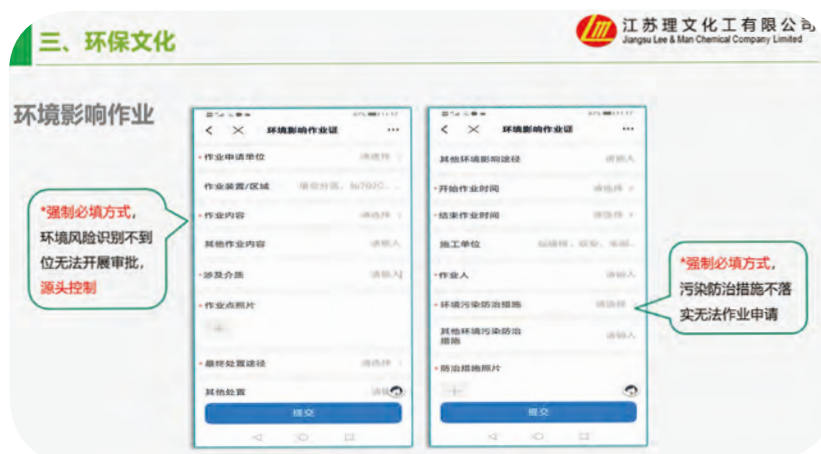 三、环保文化
江苏理文化工有限公司
Jiangsu Lee & Man Chemical Company Limited
环境影响作业
*强制必填方式,
环境风险识别不到
位无法开展审批,
源头控制
环境影响作业证
*作业申请单位 请选择
作业装置/区域
*作业内容 请选择
其他作业内容 请输入
*涉及介质 请输入
*作业点照片
*最终处置途径 请选择
其他处置
提交
环境影响作业证
其他环境影响途径 请输入
*开始作业时间 请选择
*结束作业时间 请选择
施工单位
*作业人 请输入
*环境污染防治措施 请选择
其他环境污染防治 请输入
措施
*防治措施照片
提交
*强制必填方式,
污染防治措施不落
实无法作业申请